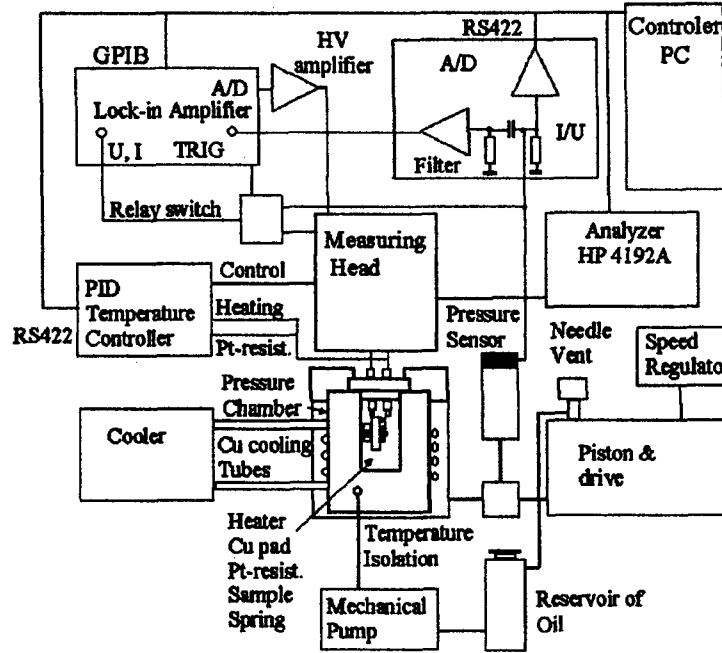 RS422
Controler
PC
HV
amplifier
GPIB
A/D
A/D
Lock-in Amplifier
I/U
U, I
TRIG
Filter
Relay switch
Measuring
Head
Analyzer
HP 4192A
PID
Temperature
Controller
Control
Heating
Pt-resist.
RS422
Pressure
Sensor
Needle
Vent
Speed
Regulato
Pressure
Chamber
Cooler
Cu cooling
Tubes
Piston &
drive
Heater
Cu pad
Pt-resist.
Sample
Spring
Temperature
Isolation
Mechanical
Pump
Reservoir of
Oil